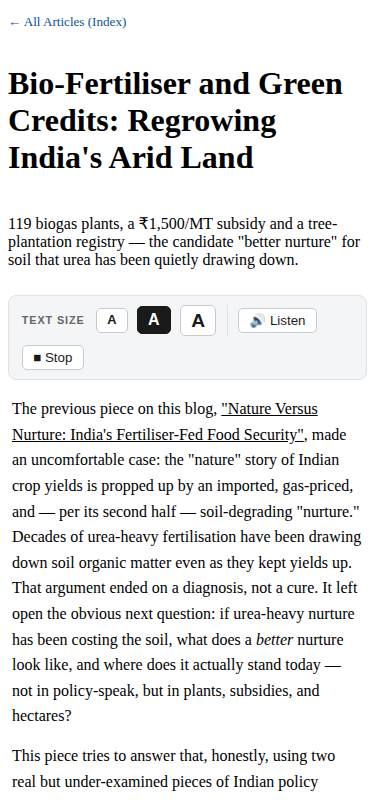 ← All Articles (Index)
Bio-Fertiliser and Green
Credits: Regrowing
India's Arid Land
119 biogas plants, a ₹1,500/MT subsidy and a tree-
plantation registry — the candidate "better nurture" for
soil that urea has been quietly drawing down.
TEXT SIZE A A A 🔊 Listen
■ Stop
The previous piece on this blog, "Nature Versus
Nurture: India's Fertiliser-Fed Food Security", made
an uncomfortable case: the "nature" story of Indian
crop yields is propped up by an imported, gas-priced,
and — per its second half — soil-degrading "nurture."
Decades of urea-heavy fertilisation have been drawing
down soil organic matter even as they kept yields up.
That argument ended on a diagnosis, not a cure. It left
open the obvious next question: if urea-heavy nurture
has been costing the soil, what does a better nurture
look like, and where does it actually stand today —
not in policy-speak, but in plants, subsidies, and
hectares?
This piece tries to answer that, honestly, using two
real but under-examined pieces of Indian policy